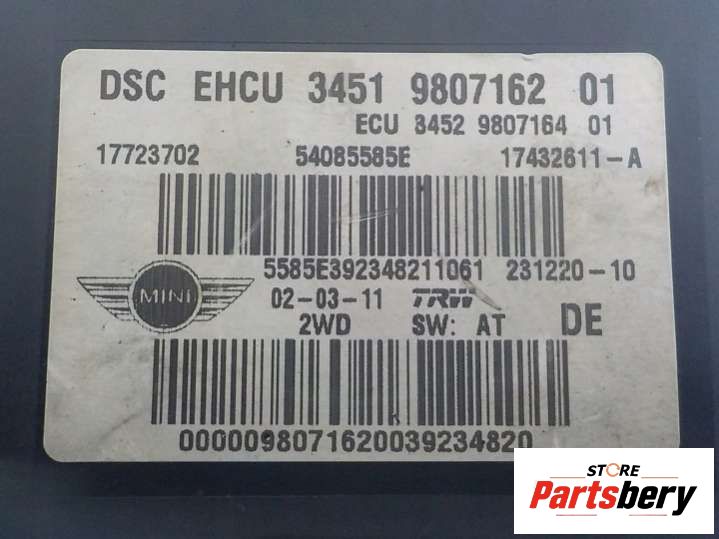 DSC EHCU 3451 9807162 01
ECU 3452 9807164 01
17723702 54085585E 17432611-A
5585E392348211061 231220-10
MINI 02-03-11 TRW
2WD SW: AT DE
0000098071620039234820
STORE
Partsbery